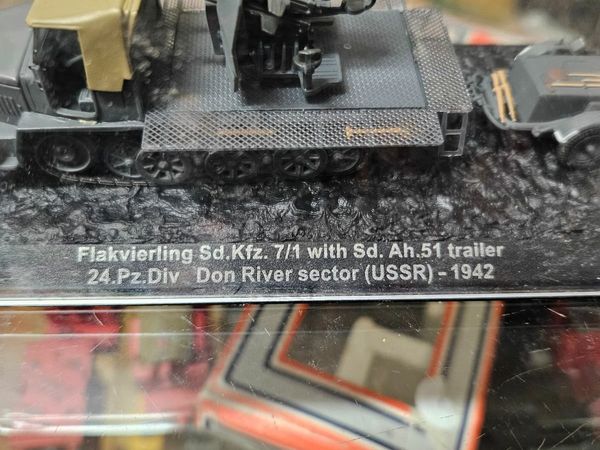 Flakvierling Sd.Kfz. 7/1 with Sd. Ah.51 trailer
24.Pz.Div Don River sector (USSR) - 1942